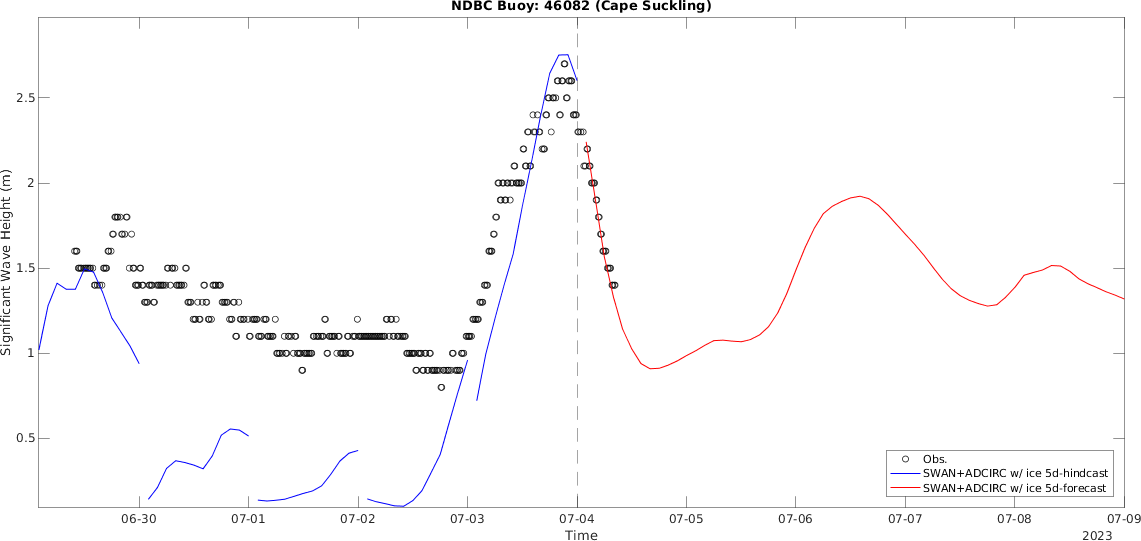 NDBC Buoy: 46082 (Cape Suckling)
Significant Wave Height (m)
2.5
2
1.5
1
0.5
Obs.
SWAN+ADCIRC w/ ice 5d-hindcast
SWAN+ADCIRC w/ ice 5d-forecast
06-30 07-01 07-02 07-03 07-04 07-05 07-06 07-07 07-08 07-09
Time
2023